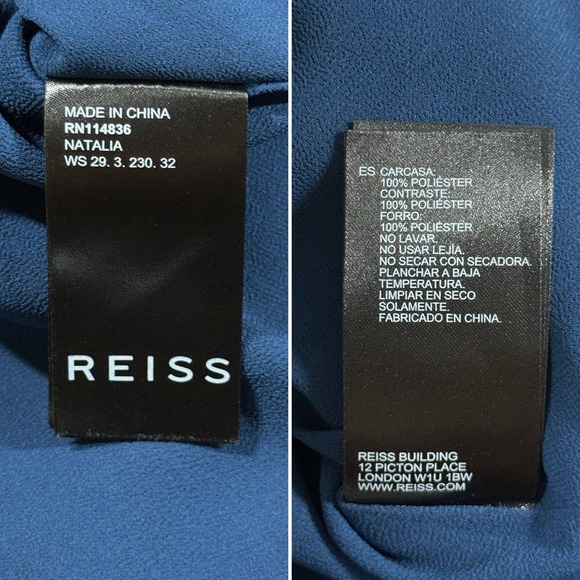 MADE IN CHINA
RN114836
NATALIA
WS 29. 3. 230. 32
REISS
ES CARCASA:
100% POLIÉSTER
CONTRASTE:
100% POLIÉSTER
FORRO:
100% POLIÉSTER
NO LAVAR.
NO USAR LEJÍA.
NO SECAR CON SECADORA.
PLANCHAR A BAJA
TEMPERATURA.
LIMPIAR EN SECO
SOLAMENTE.
FABRICADO EN CHINA.
REISS BUILDING
12 PICTON PLACE
LONDON W1U 1BW
WWW.REISS.COM